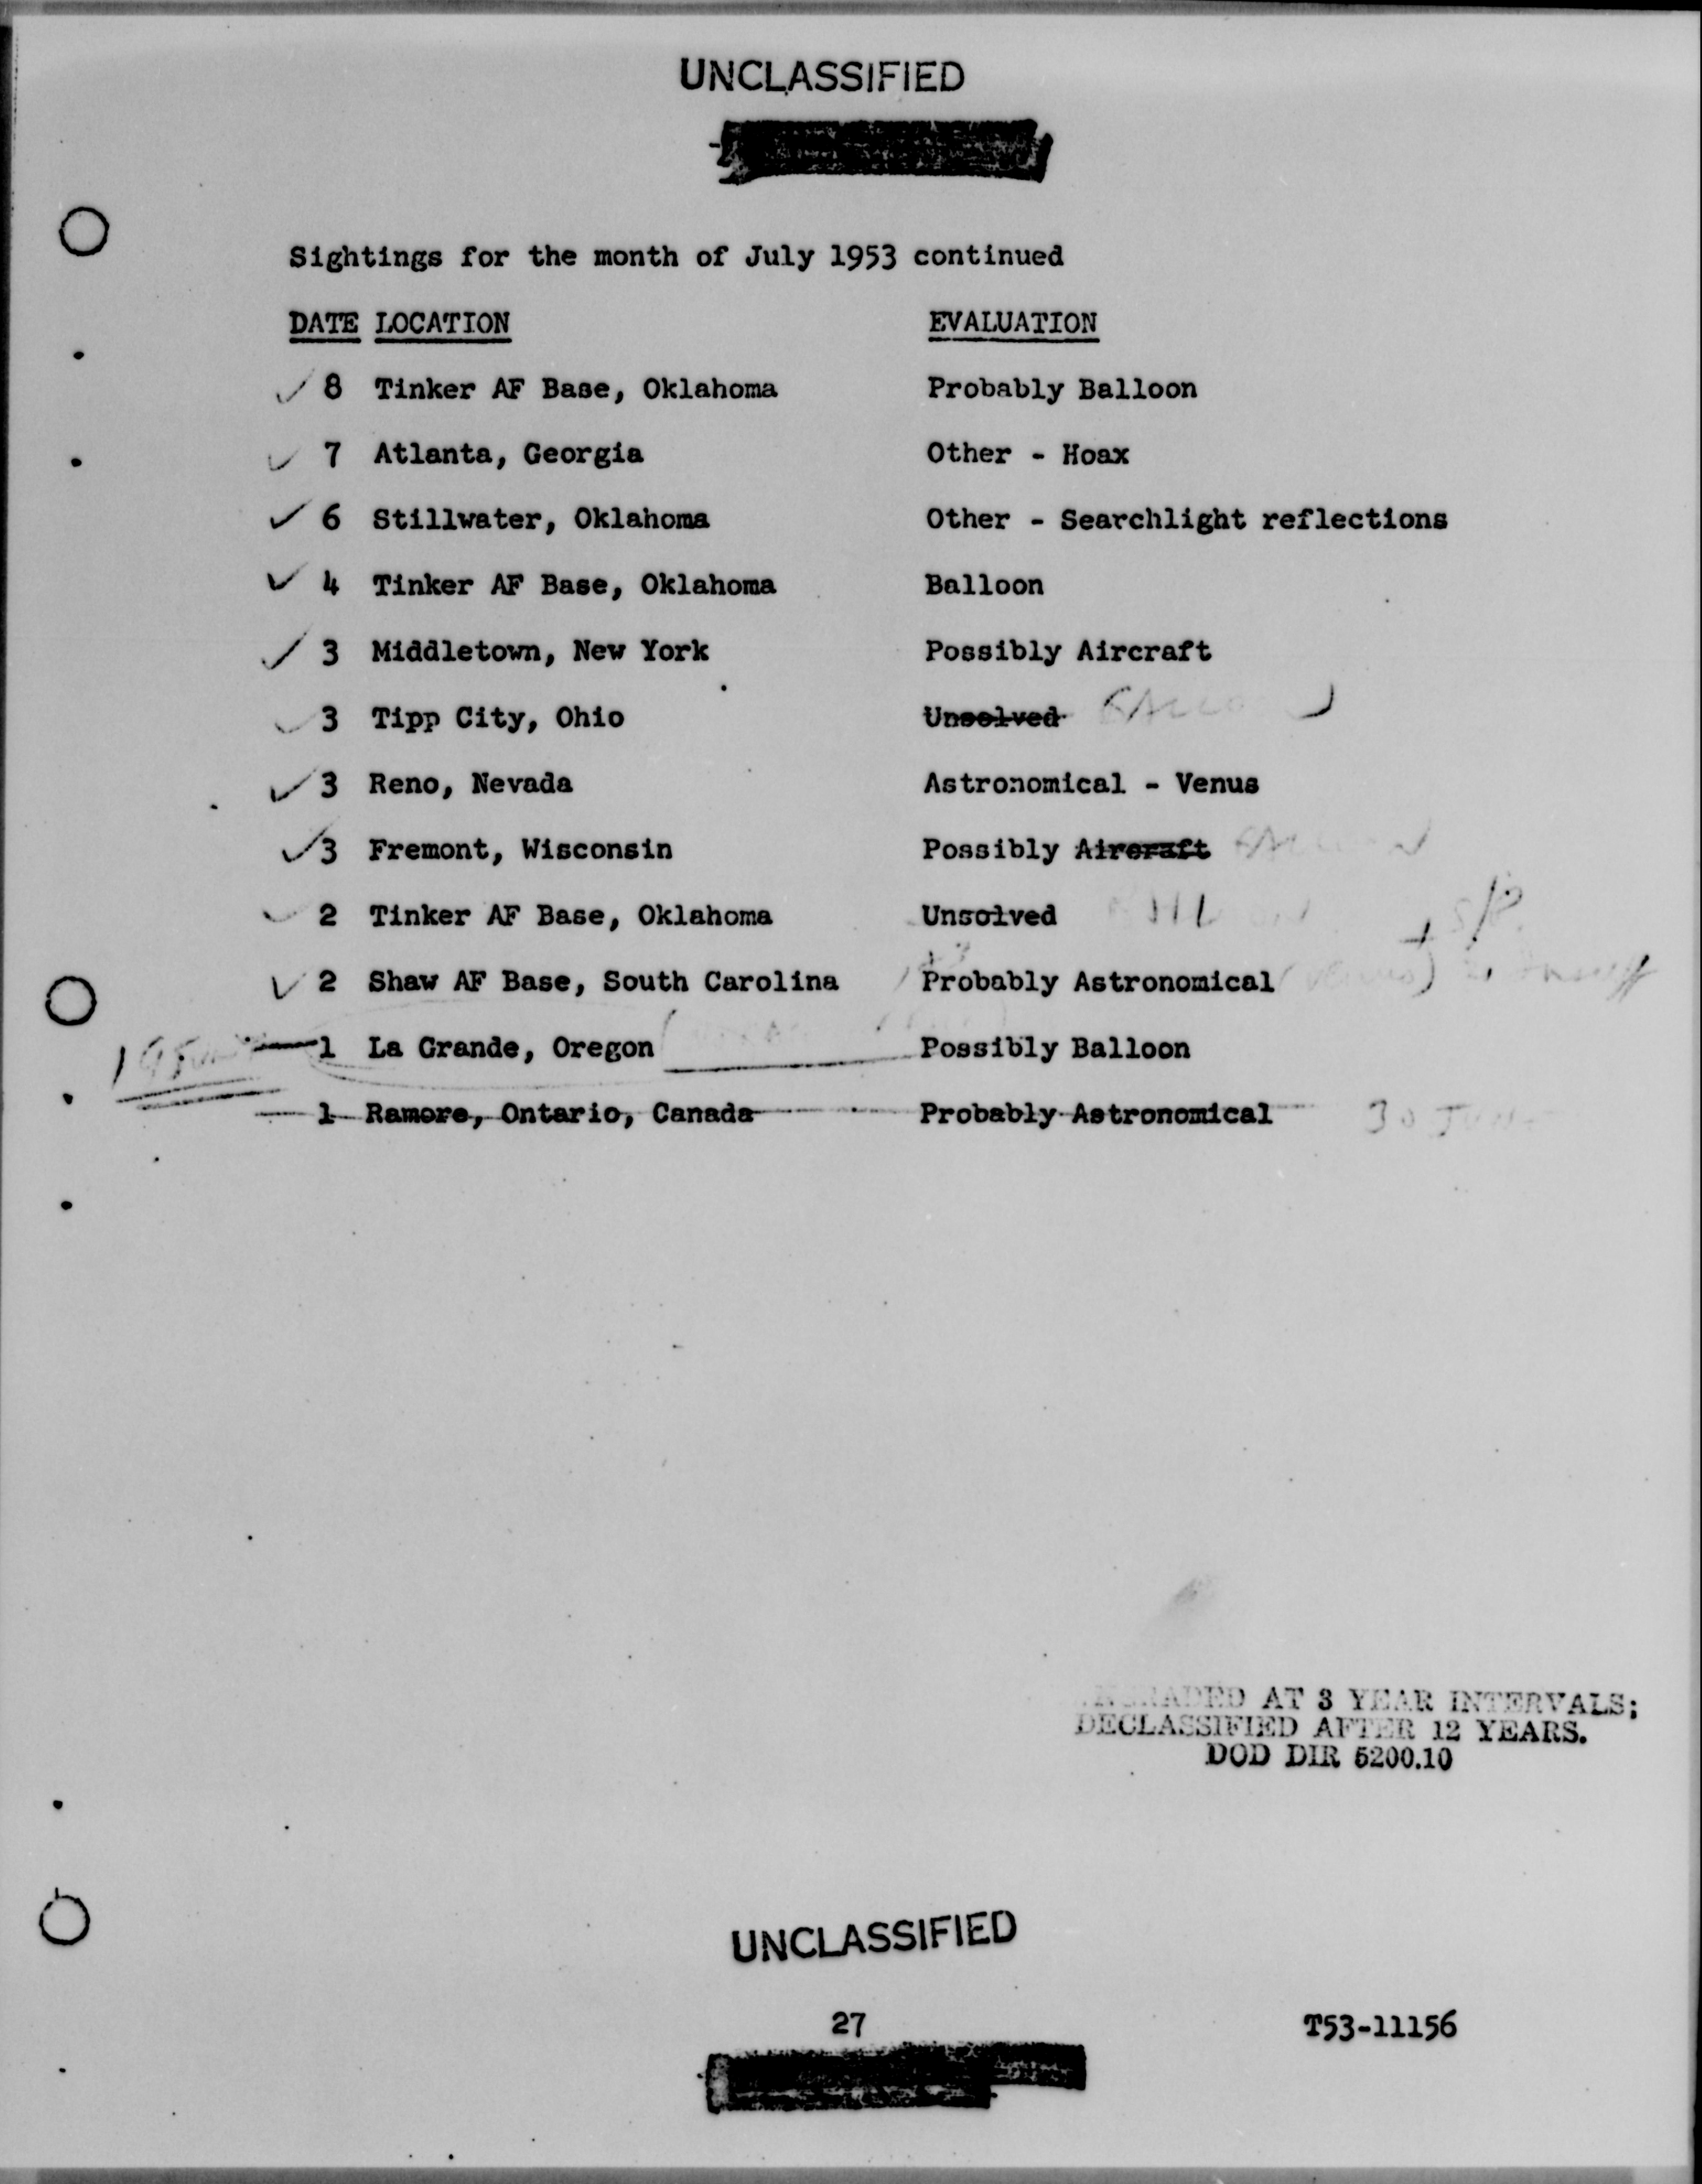 UNCLASSIFIED
Sightings for the month of July 1953 continued
DATE LOCATION EVALUATION
8 Tinker AF Base, Oklahoma Probably Balloon
7 Atlanta, Georgia Other - Hoax
6 Stillwater, Oklahoma Other - Searchlight reflections
4 Tinker AF Base, Oklahoma Balloon
3 Middletown, New York Possibly Aircraft
3 Tipp City, Ohio Unsolved
3 Reno, Nevada Astronomical - Venus
3 Fremont, Wisconsin Possibly Aircraft
2 Tinker AF Base, Oklahoma Unsolved
2 Shaw AF Base, South Carolina Probably Astronomical
1 La Grande, Oregon Possibly Balloon
1 Ramore, Ontario, Canada Probably Astronomical 30 June
AT 3 YEAR INTERVALS;
DECLASSIFIED AFTER 12 YEARS.
DOD DIR 5200.10
UNCLASSIFIED
27
T53-11156